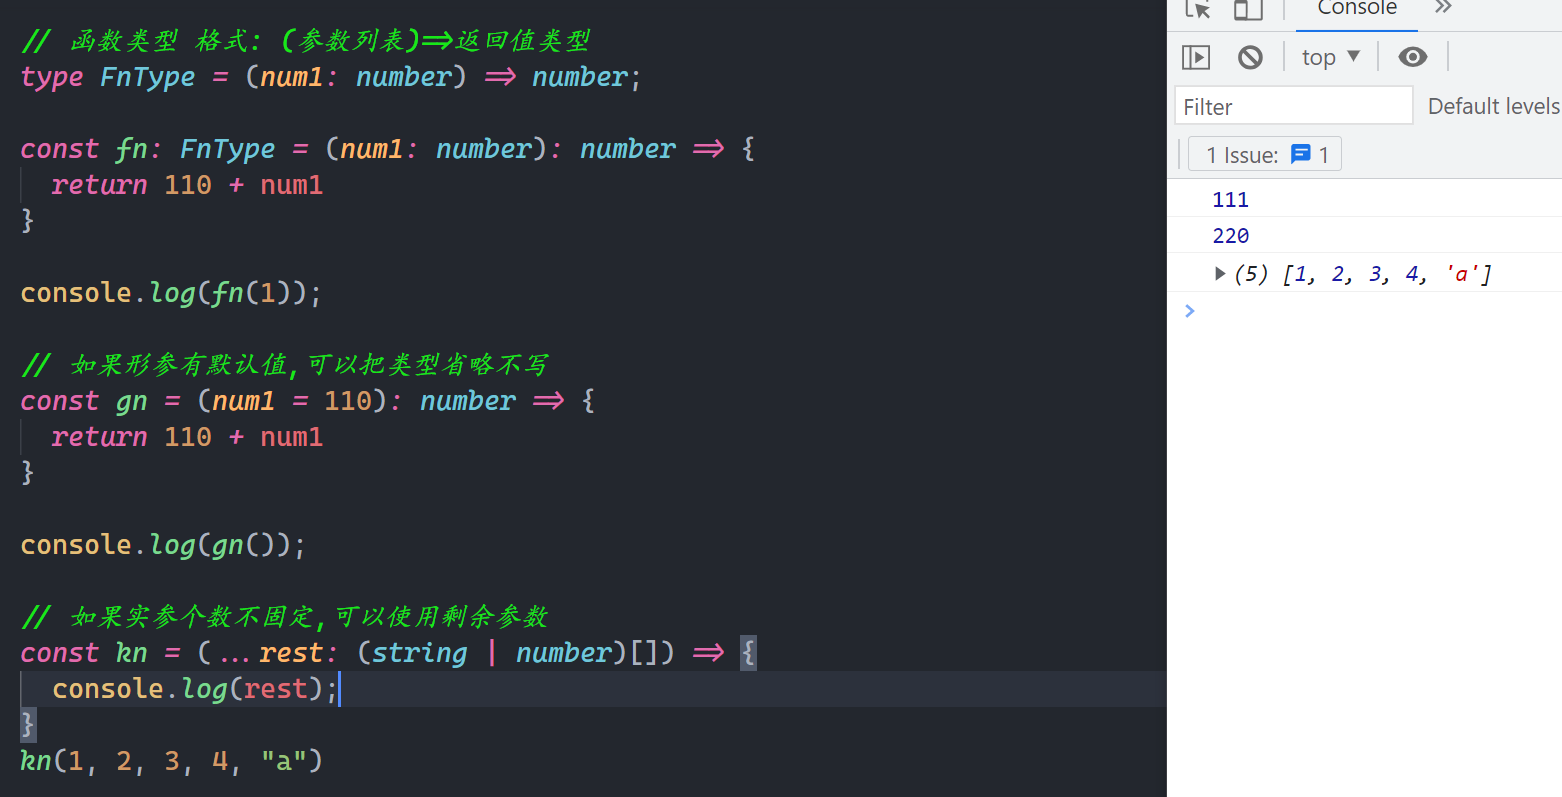 // 函数类型 格式: (参数列表)=>返回值类型
type FnType = (num1: number) => number;
const fn: FnType = (num1: number): number => {
return 110 + num1
}
console.log(fn(1));
// 如果形参有默认值,可以把类型省略不写
const gn = (num1 = 110): number => {
return 110 + num1
}
console.log(gn());
// 如果实参个数不固定,可以使用剩余参数
const kn = (...rest: (string | number)[]) => {
console.log(rest);
}
kn(1, 2, 3, 4, "a")
Console
top
Filter
Default levels
1 Issue: 1
111
220
(5) [1, 2, 3, 4, 'a']